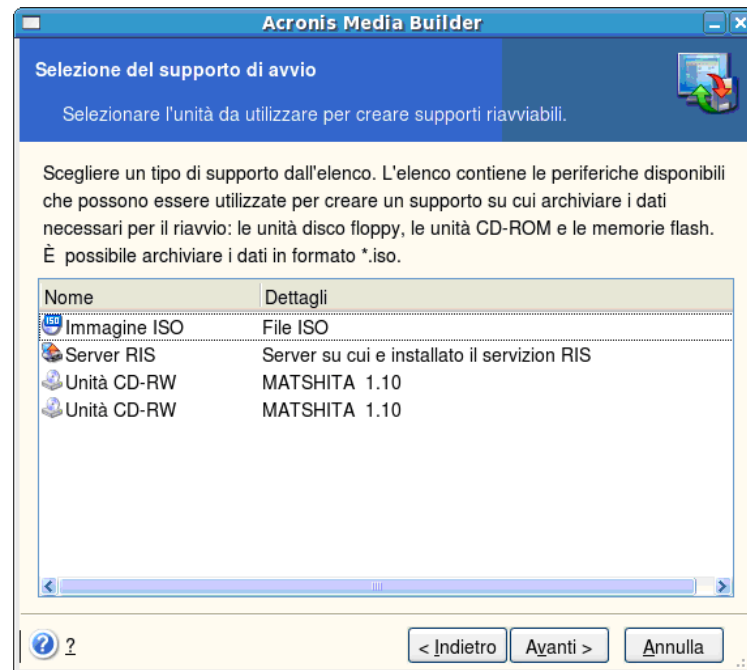 Acronis Media Builder
Selezione del supporto di avvio
Selezionare l'unità da utilizzare per creare supporti riavviabili.
Scegliere un tipo di supporto dall'elenco. L'elenco contiene le periferiche disponibili
che possono essere utilizzate per creare un supporto su cui archiviare i dati
necessari per il riavvio: le unità disco floppy, le unità CD-ROM e le memorie flash.
È possibile archiviare i dati in formato *.iso.
Nome Dettagli
ISO Immagine ISO File ISO
Server RIS Server su cui e installato il servizion RIS
Unità CD-RW MATSHITA 1.10
Unità CD-RW MATSHITA 1.10
? ? < Indietro Avanti > Annulla